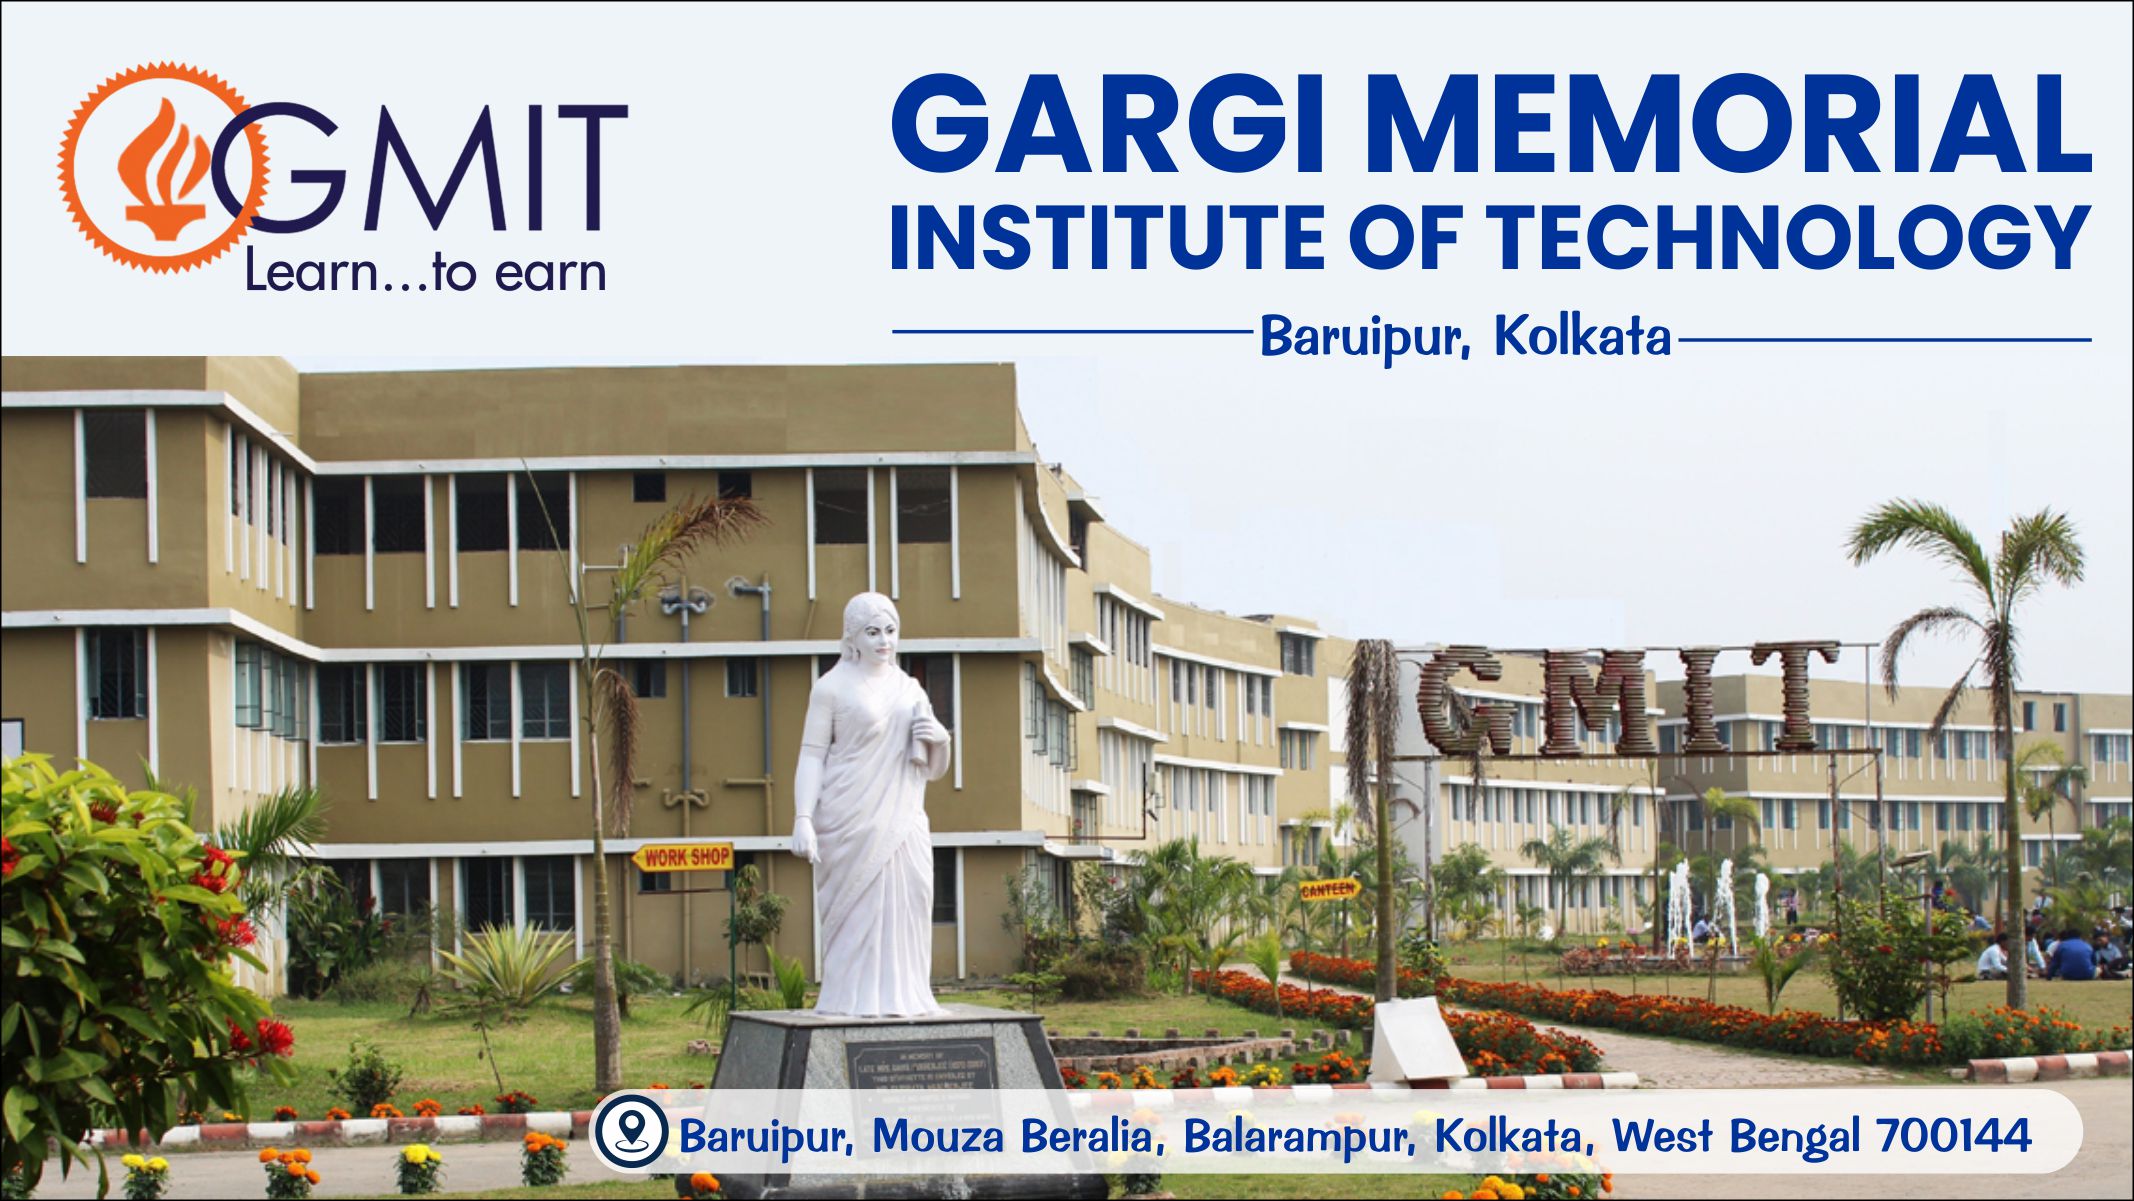 GMIT
Learn...to earn
GARGI MEMORIAL
INSTITUTE OF TECHNOLOGY
Baruipur, Kolkata
GMIT
WORK SHOP
CANTEEN
IN MEMORY OF
Baruipur, Mouza Beralia, Balarampur, Kolkata, West Bengal 700144